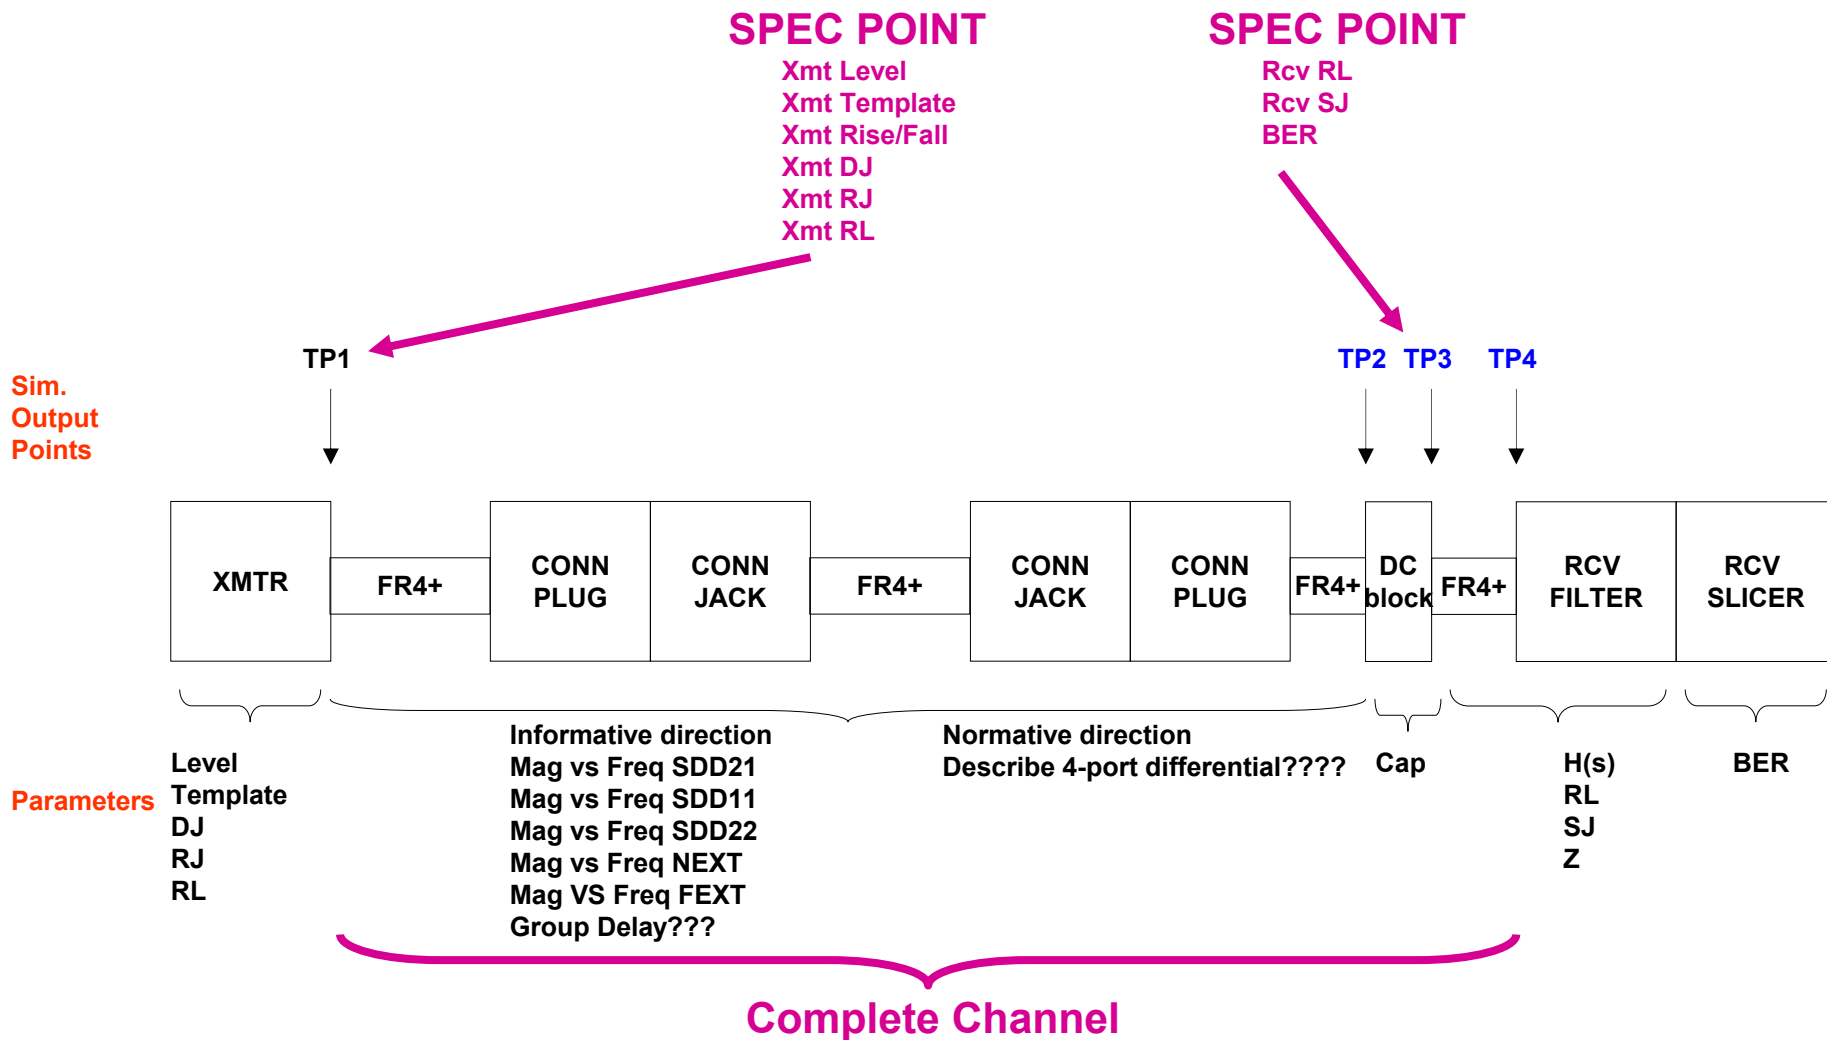 SPEC POINT
Xmt Level
Xmt Template
Xmt Rise/Fall
Xmt DJ
Xmt RJ
Xmt RL
SPEC POINT
Rcv RL
Rcv SJ
BER
TP1
TP2
TP3
TP4
Sim.
Output
Points
XMTR
FR4+
CONN
PLUG
CONN
JACK
FR4+
CONN
JACK
CONN
PLUG
FR4+
DC
block
FR4+
RCV
FILTER
RCV
SLICER
Parameters
Level
Template
DJ
RJ
RL
Informative direction
Mag vs Freq SDD21
Mag vs Freq SDD11
Mag vs Freq SDD22
Mag vs Freq NEXT
Mag VS Freq FEXT
Group Delay???
Normative direction
Describe 4-port differential????
Cap
H(s)
RL
SJ
Z
BER
Complete Channel